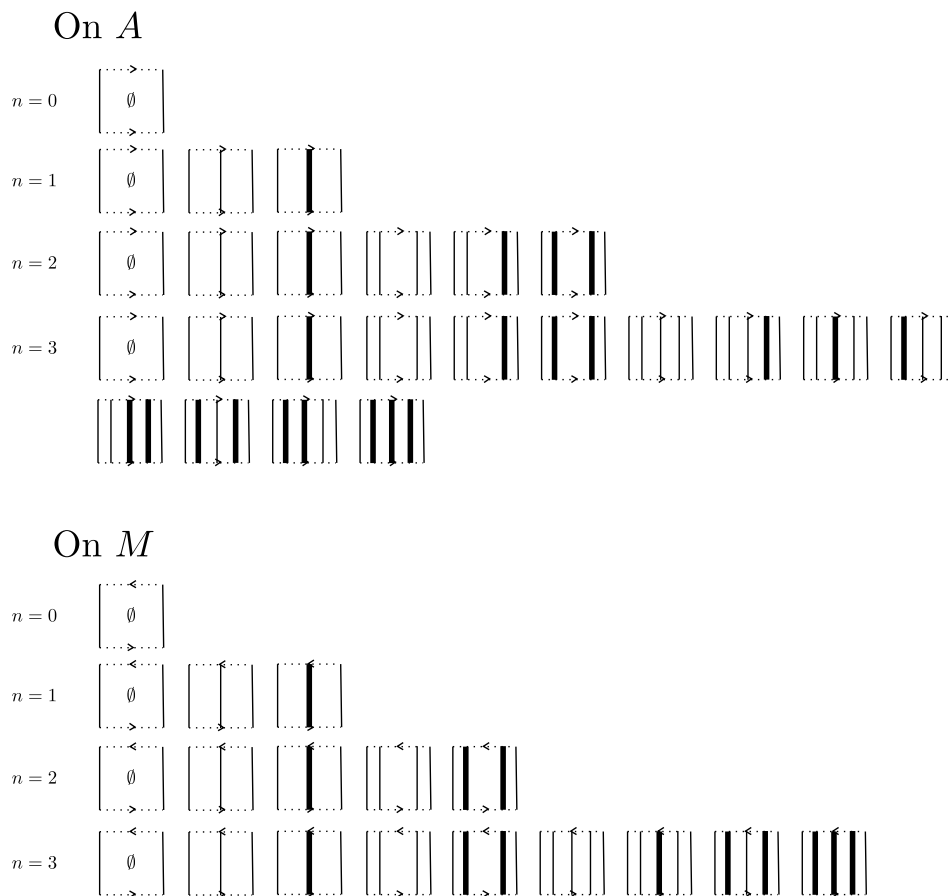 On A
n = 0 ∅
n = 1 ∅
n = 2 ∅
n = 3 ∅
On M
n = 0 ∅
n = 1 ∅
n = 2 ∅
n = 3 ∅